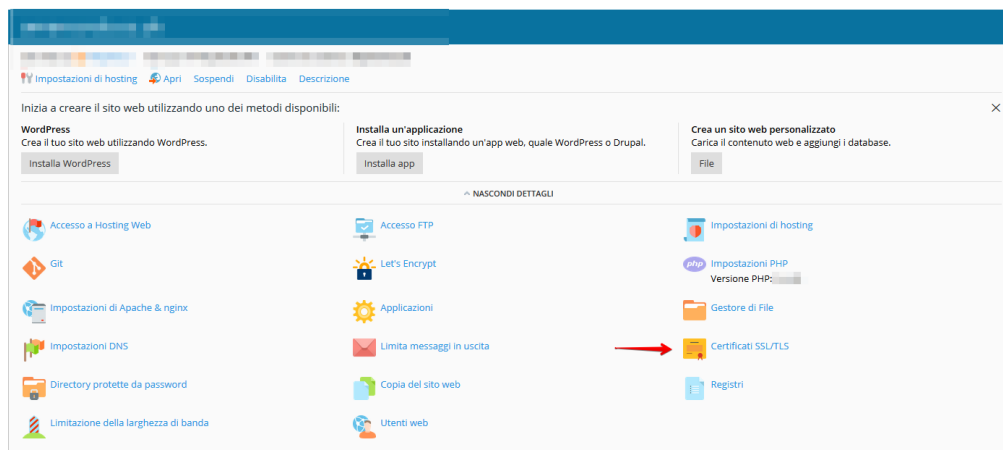 Impostazioni di hosting Apri Sospendi Disabilita Descrizione
Inizia a creare il sito web utilizzando uno dei metodi disponibili:
WordPress
Crea il tuo sito web utilizzando WordPress.
Installa WordPress
Installa un'applicazione
Crea il tuo sito installando un'app web, quale WordPress o Drupal.
Installa app
Crea un sito web personalizzato
Carica il contenuto web e aggiungi i database.
File
NASCONDI DETTAGLI
Accesso a Hosting Web
Accesso FTP
Impostazioni di hosting
Git
Let's Encrypt
php
Impostazioni PHP
Versione PHP:
Impostazioni di Apache & nginx
Applicazioni
Gestore di File
Impostazioni DNS
Limita messaggi in uscita
Certificati SSL/TLS
Directory protette da password
Copia del sito web
Registri
Limitazione della larghezza di banda
Utenti web